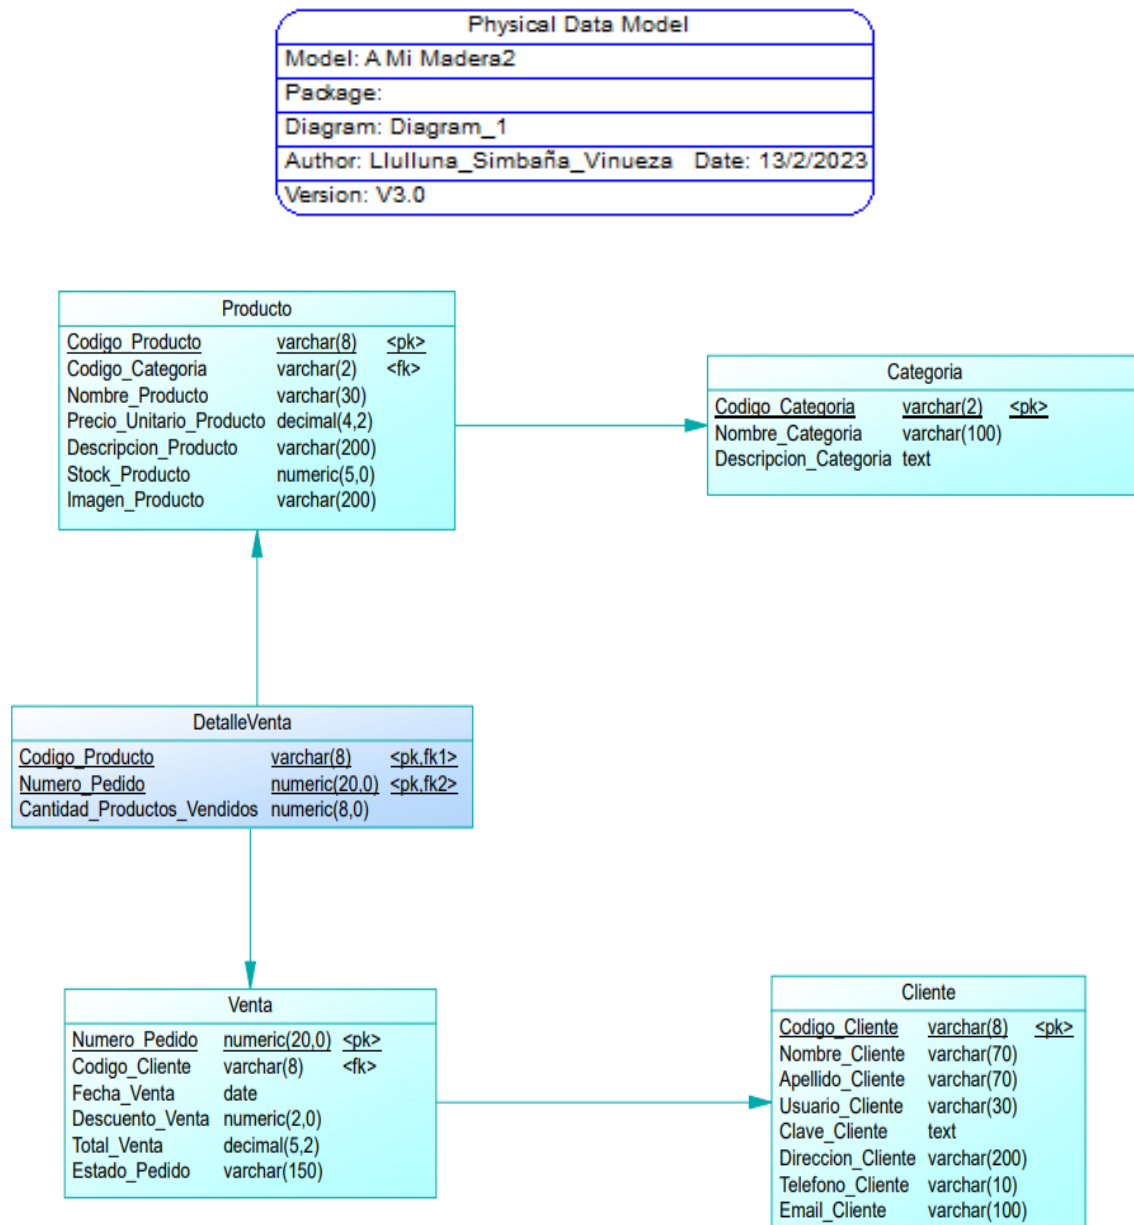 Physical Data Model
Model: A Mi Madera2
Package:
Diagram: Diagram_1
Author: Llulluna_Simbaña_Vinueza Date: 13/2/2023
Version: V3.0
Producto
Codigo_Producto varchar(8) <pk>
Codigo_Categoria varchar(2) <fk>
Nombre_Producto varchar(30)
Precio_Unitario_Producto decimal(4,2)
Descripcion_Producto varchar(200)
Stock_Producto numeric(5,0)
Imagen_Producto varchar(200)
Categoria
Codigo_Categoria varchar(2) <pk>
Nombre_Categoria varchar(100)
Descripcion_Categoria text
DetalleVenta
Codigo_Producto varchar(8) <pk,fk1>
Numero_Pedido numeric(20,0) <pk,fk2>
Cantidad_Productos_Vendidos numeric(8,0)
Venta
Numero_Pedido numeric(20,0) <pk>
Codigo_Cliente varchar(8) <fk>
Fecha_Venta date
Descuento_Venta numeric(2,0)
Total_Venta decimal(5,2)
Estado_Pedido varchar(150)
Cliente
Codigo_Cliente varchar(8) <pk>
Nombre_Cliente varchar(70)
Apellido_Cliente varchar(70)
Usuario_Cliente varchar(30)
Clave_Cliente text
Direccion_Cliente varchar(200)
Telefono_Cliente varchar(10)
Email_Cliente varchar(100)